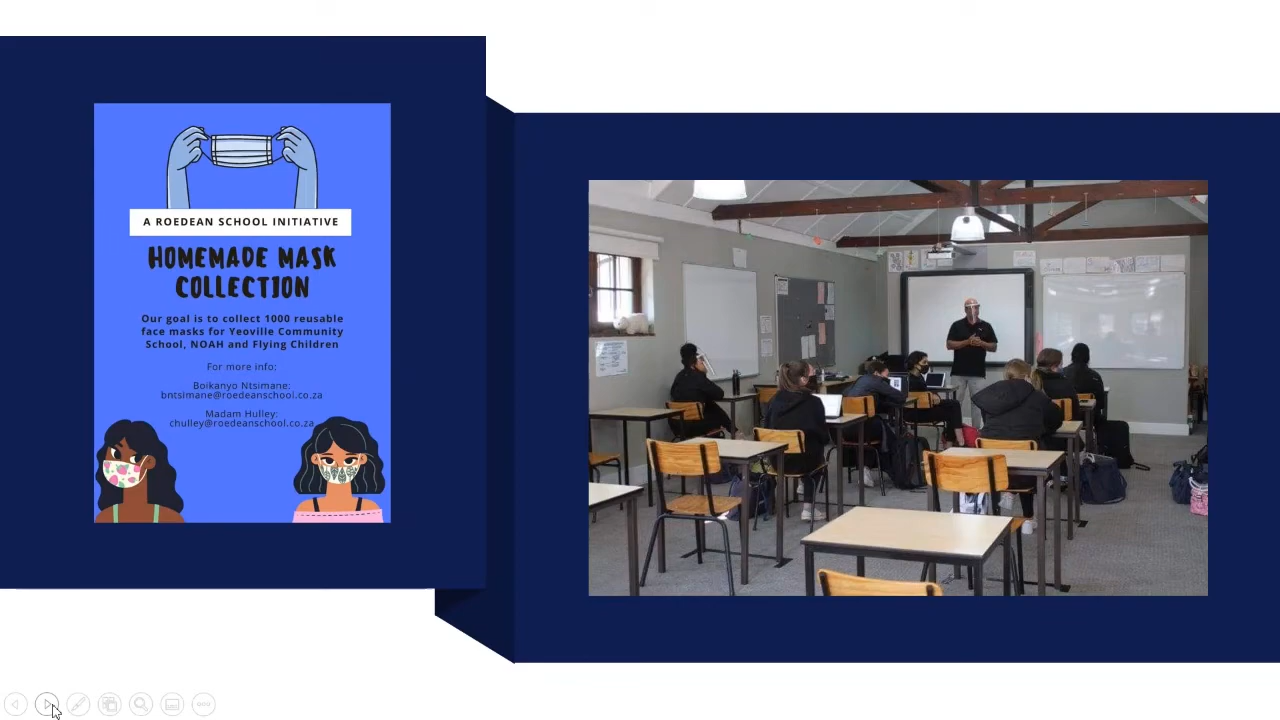 A ROEDEAN SCHOOL INITIATIVE
HOMEMADE MASK
COLLECTION
Our goal is to collect 1000 reusable
face masks for Yeoville Community
School, NOAH and Flying Children
For more info:
Boikanyo Ntsimane:
bntsimane@roedeanschool.co.za
Madam Hulley:
chulley@roedeanschool.co.za